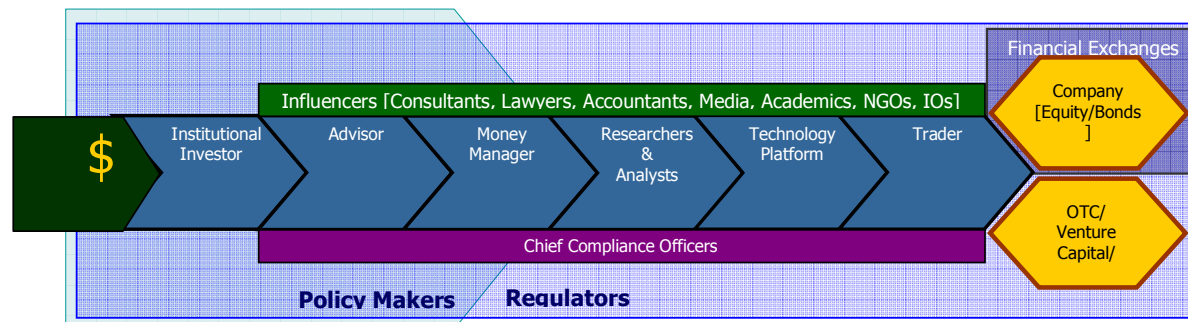 Financial Exchanges
Influencers [Consultants, Lawyers, Accountants, Media, Academics, NGOs, IOs]
Company
[Equity/Bonds
]
$
Institutional
Investor
Advisor
Money
Manager
Researchers
&
Analysts
Technology
Platform
Trader
OTC/
Venture
Capital/
Chief Compliance Officers
Policy Makers
Regulators